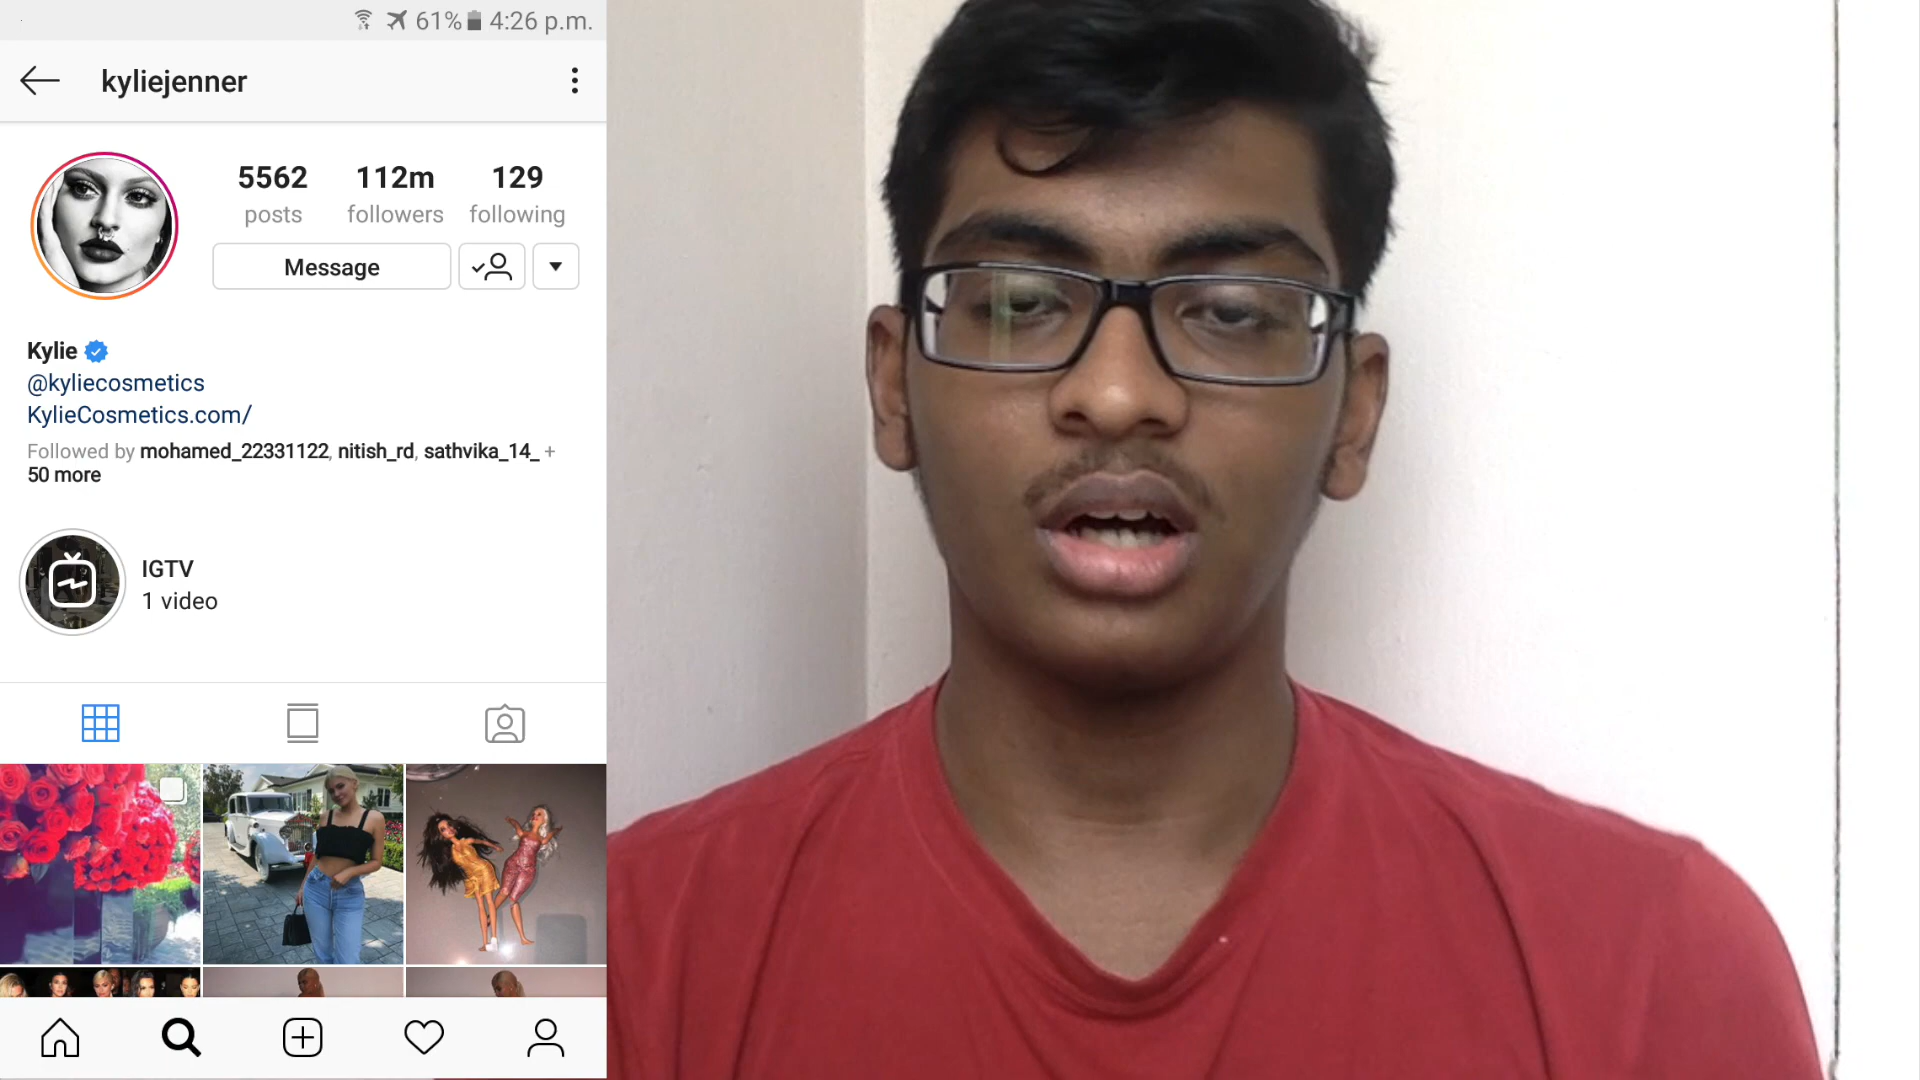 61% 4:26 p.m.
kyliejenner
5562 112m 129
posts followers following
Message
Kylie
@kyliecosmetics
KylieCosmetics.com/
Followed by mohamed_22331122, nitish_rd, sathvika_14_ +
50 more
IGTV
1 video